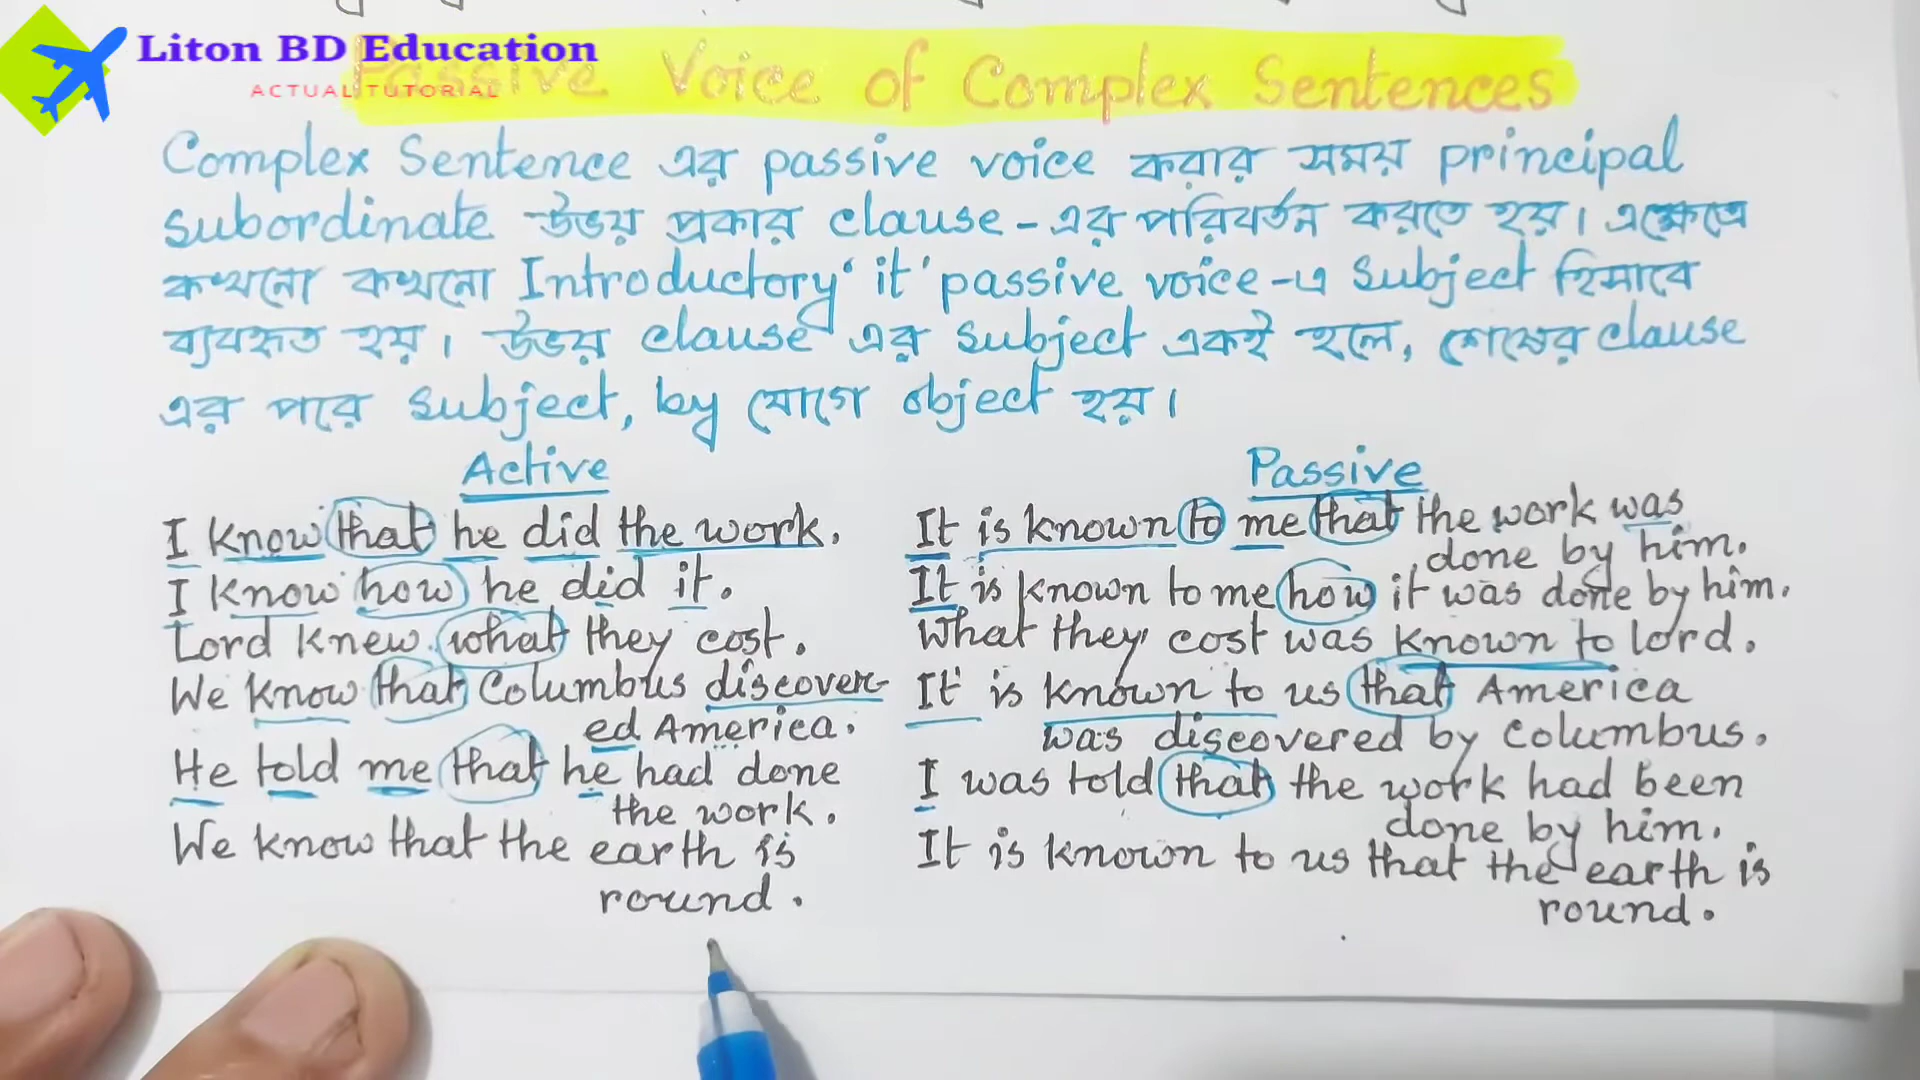 Liton BD Education
ACTUAL TUTORIAL
Passive Voice of Complex Sentences
Complex Sentence এর passive voice করার সময় principal
subordinate উভয় প্রকার clause-এর পরিবর্তন করতে হয়। এক্ষেত্রে
কখনো কখনো Introductory 'it' passive voice-এ subject হিসাবে
ব্যবহৃত হয়। উভয় clause এর subject একই হলে, শেষের clause
এর পরে subject, by যোগে object হয়।
Active
I know that he did the work.
I know how he did it.
Lord knew what they cost.
We know that Columbus discover-
ed America.
He told me that he had done
the work.
We know that the earth is
round.
Passive
It is known to me that the work was
done by him.
It is known to me how it was done by him.
What they cost was known to lord.
It is known to us that America
was discovered by Columbus.
I was told that the work had been
done by him.
It is known to us that the earth is
round.